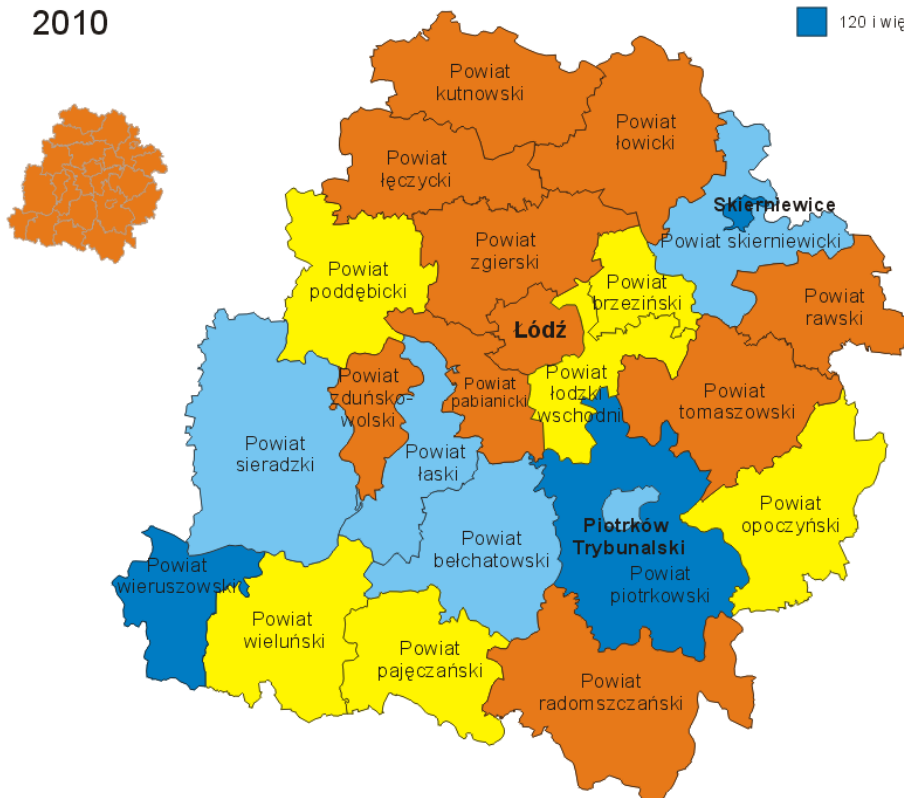 2010
120 i wię
Powiat
kutnowski
Powiat
łowicki
Powiat
łęczycki
Skierniewice
Powiat skierniewicki
Powiat
zgierski
Powiat
poddębicki
Powiat
brzeziński
Powiat
rawski
Łódź
Powiat
zduńsko-
wolski
Powiat
pabianicki
Powiat
łodzki
wschodni
Powiat
tomaszowski
Powiat
sieradzki
Powiat
łaski
Powiat
opoczyński
Piotrków
Trybunalski
Powiat
bełchatowski
Powiat
wieruszowski
Powiat
piotrkowski
Powiat
wieluński
Powiat
pajęczański
Powiat
radomszczański